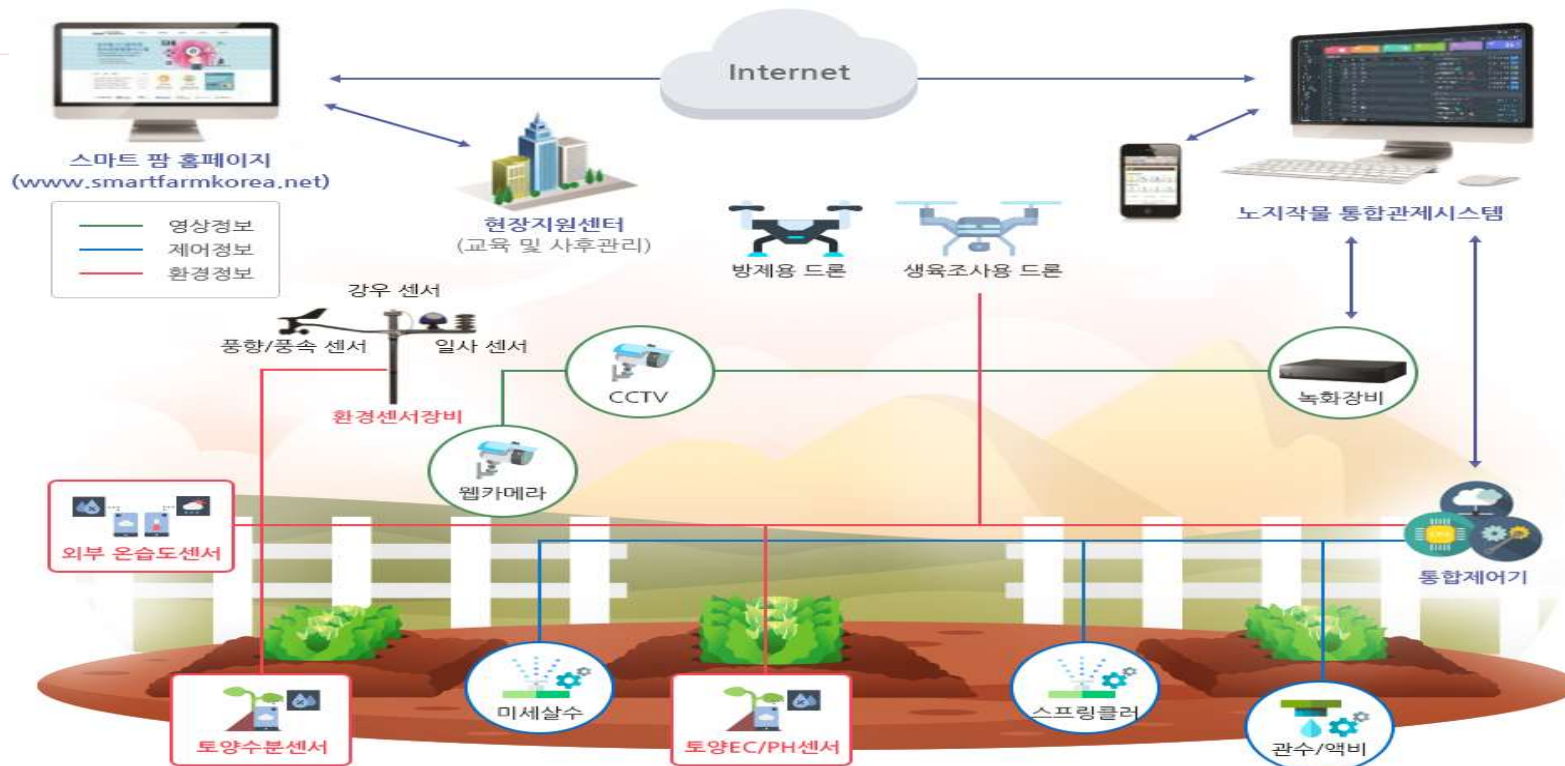 Internet
스마트 팜 홈페이지
(www.smartfarmkorea.net)
영상정보
제어정보
환경정보
현장지원센터
(교육 및 사후관리)
방제용 드론
생육조사용 드론
노지작물 통합관제시스템
강우 센서
풍향/풍속 센서
일사 센서
환경센서장비
CCTV
녹화장비
웹카메라
외부 온습도센서
통합제어기
토양수분센서
미세살수
토양EC/PH센서
스프링클러
관수/액비